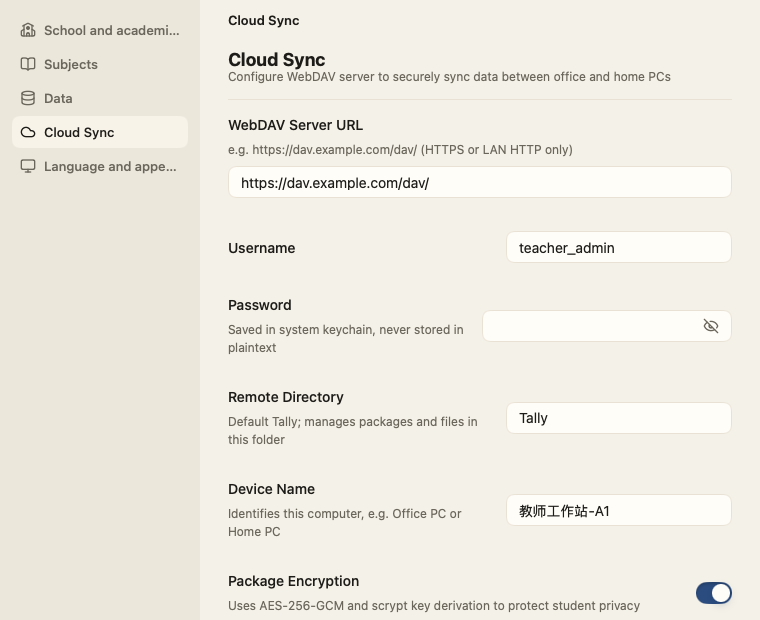 School and academi...
Subjects
Data
Cloud Sync
Language and appe...
Cloud Sync
Cloud Sync
Configure WebDAV server to securely sync data between office and home PCs
WebDAV Server URL
e.g. https://dav.example.com/dav/ (HTTPS or LAN HTTP only)
https://dav.example.com/dav/
Username
teacher_admin
Password
Saved in system keychain, never stored in
plaintext
Remote Directory
Default Tally; manages packages and files in
this folder
Tally
Device Name
Identifies this computer, e.g. Office PC or
Home PC
教师工作站-A1
Package Encryption
Uses AES-256-GCM and scrypt key derivation to protect student privacy